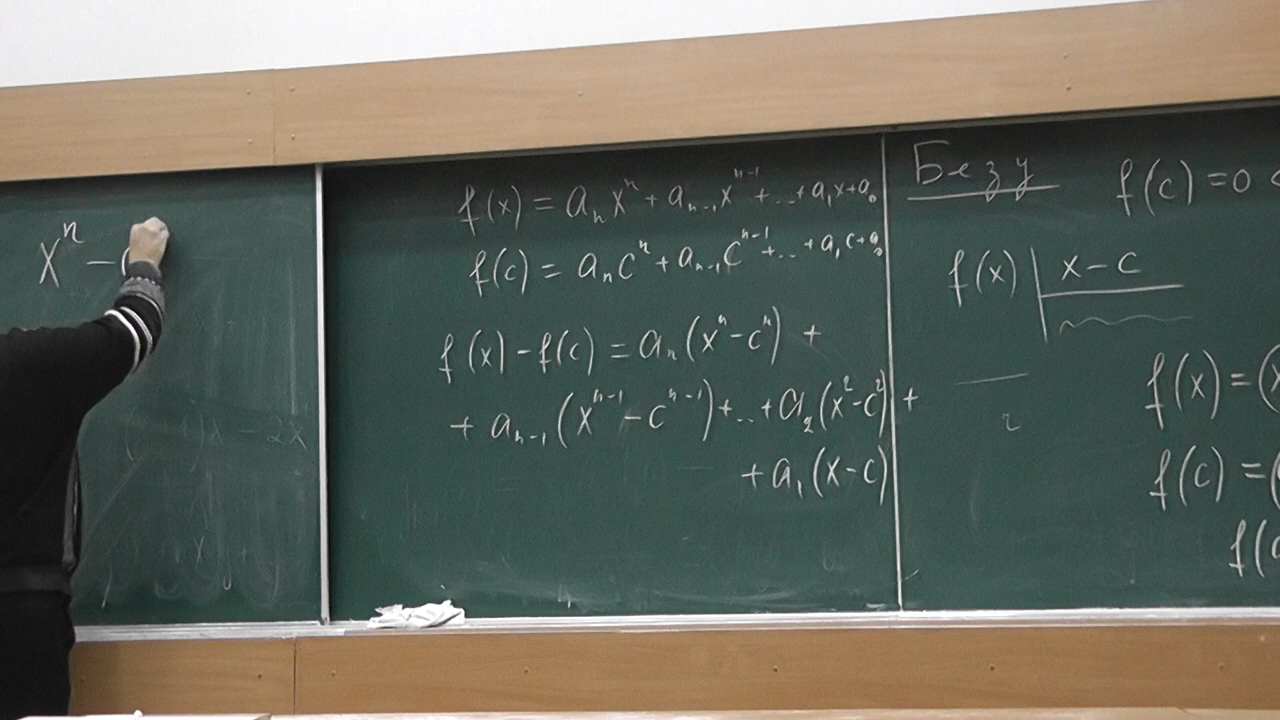 xⁿ −
f(x) = aₙxⁿ + aₙ₋₁xⁿ⁻¹ + ... + a₁x + a₀
f(c) = aₙcⁿ + aₙ₋₁cⁿ⁻¹ + ... + a₁c + a₀
f(x) − f(c) = aₙ(xⁿ − cⁿ) +
+ aₙ₋₁(xⁿ⁻¹ − cⁿ⁻¹) + ... + a₂(x² − c²) +
+ a₁(x − c)
Безу
f(c) = 0
f(x) | x − c
r
f(x) = (x
f(c) = (
f(c